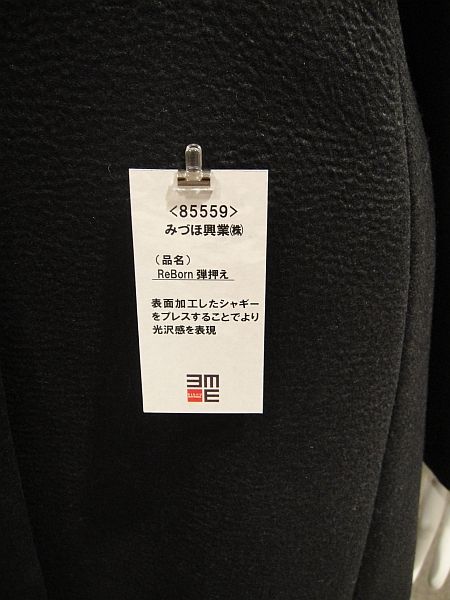 <85559>
みづほ興業㈱
（品名）
ReBorn 弾押え
表面加工したシャギー
をプレスすることでより
光沢感を表現